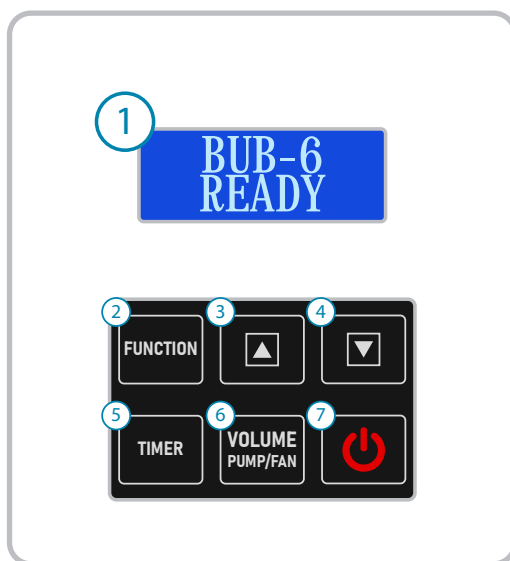 1
BUB-6
READY
2
3
4
FUNCTION
5
6
7
TIMER
VOLUME
PUMP/FAN